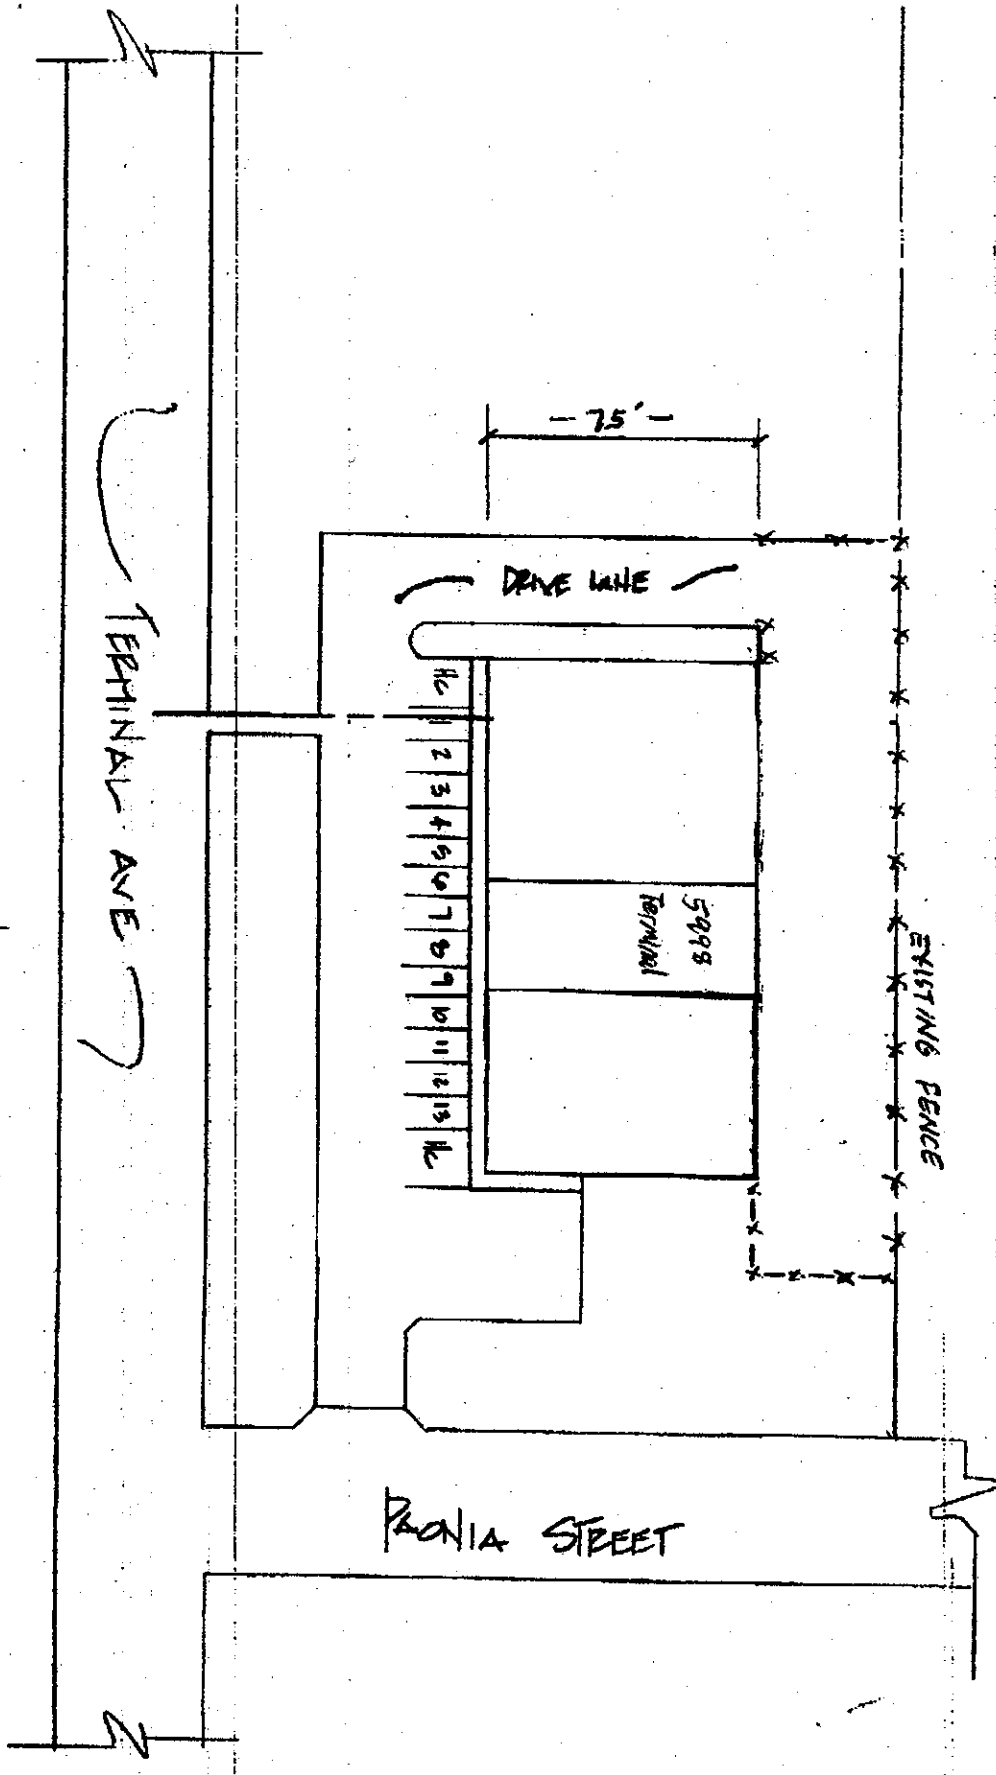 - 75' -
DRIVE LANE
TERMINAL AVE
HC
1
2
3
4
5
6
7
8
9
10
11
12
13
HC
5998
Terminal
EXISTING FENCE
PAONIA STREET